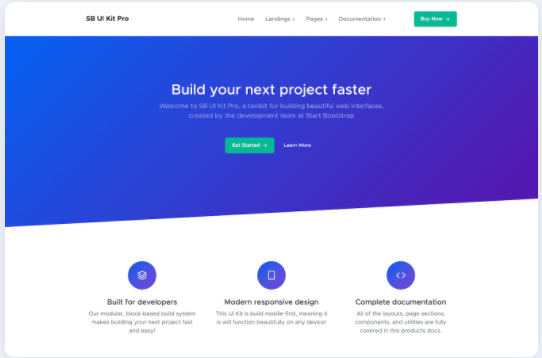 SB UI Kit Pro
Home Landings Pages Documentation Buy Now →
Build your next project faster
Welcome to SB UI Kit Pro, a toolkit for building beautiful web interfaces,
created by the development team at Start Bootstrap
Get Started → Learn More
Built for developers
Our modular, block-based build system
makes building your next project fast
and easy!
Modern responsive design
This UI Kit is build mobile-first, meaning it
is will function beautifully on any device!
Complete documentation
All of the layouts, page sections,
components, and utilities are fully
covered in this products docs.